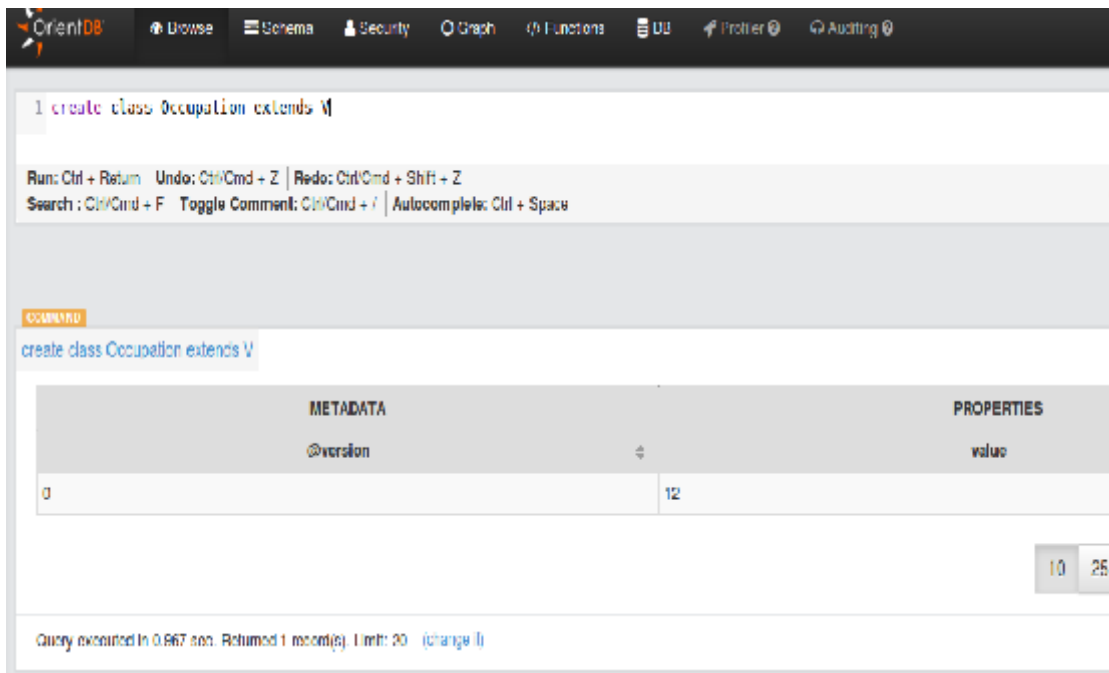 OrientDB Browse Schema Security Graph Functions DB Profiler Auditing
1 create class Occupation extends V
Run: Ctrl + Return Undo: Ctrl/Cmd + Z Redo: Ctrl/Cmd + Shift + Z
Search : Ctrl/Cmd + F Toggle Comment: Ctrl/Cmd + / Autocomplete: Ctrl + Space
COMMAND
create class Occupation extends V
METADATA PROPERTIES
@version value
0 12
10 25
Query executed in 0.967 sec. Returned 1 record(s). Limit: 20 (change it)